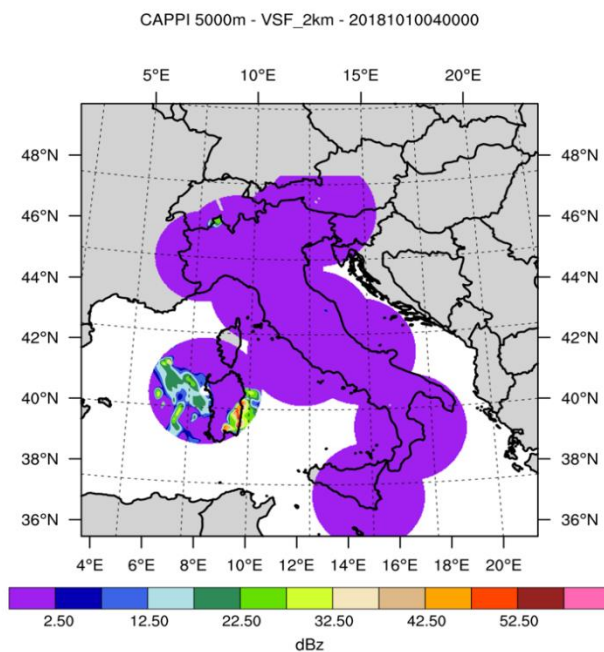 CAPPI 5000m - VSF_2km - 20181010040000
5°E 10°E 15°E 20°E
48°N 48°N
46°N 46°N
44°N 44°N
42°N 42°N
40°N 40°N
38°N 38°N
36°N 36°N
4°E 6°E 8°E 10°E 12°E 14°E 16°E 18°E 20°E
2.50 12.50 22.50 32.50 42.50 52.50
dBz